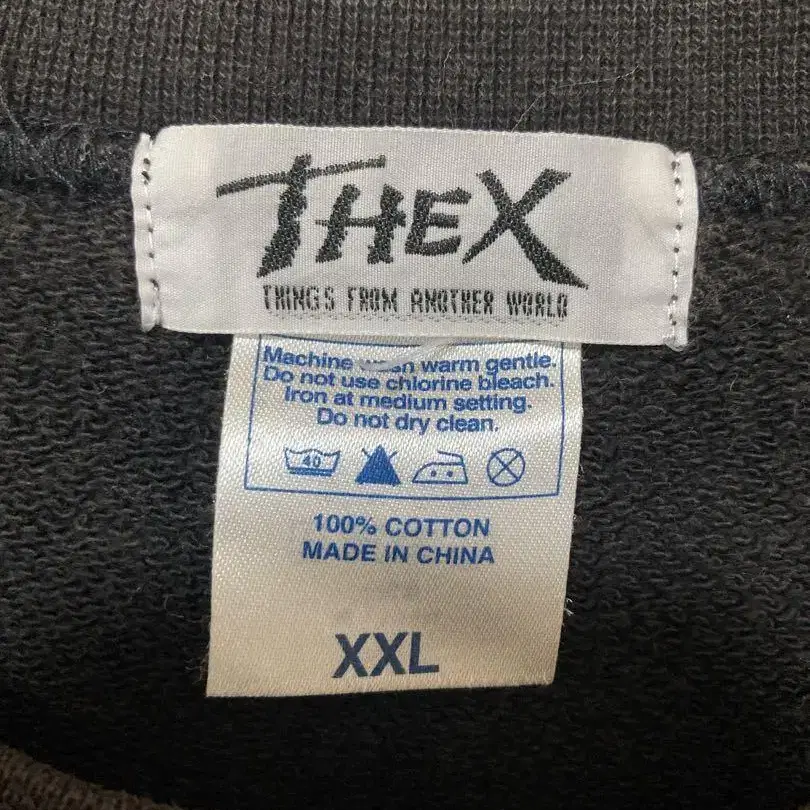 THEX
THINGS FROM ANOTHER WORLD
Machine wash warm gentle.
Do not use chlorine bleach.
Iron at medium setting.
Do not dry clean.
40
100% COTTON
MADE IN CHINA
XXL